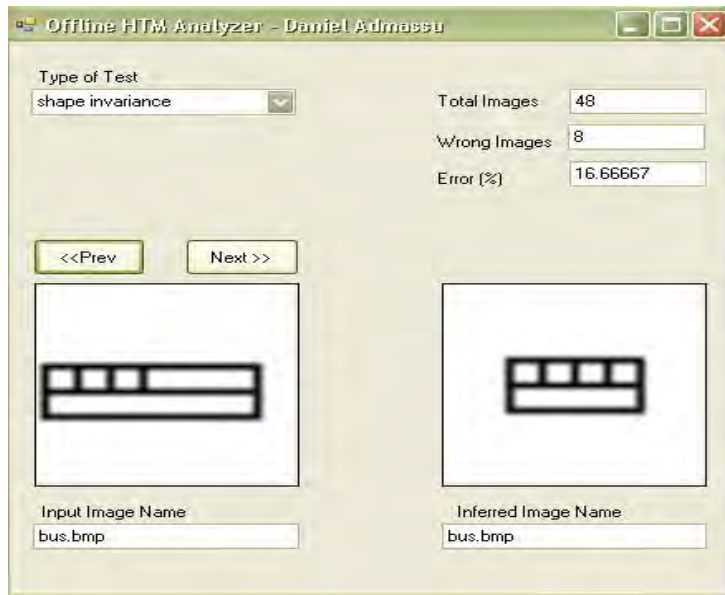 Offline HTM Analyzer - Daniel Admassu
Type of Test
shape invariance
Total Images 48
Wrong Images 8
Error (%) 16.66667
<<Prev Next >>
Input Image Name
bus.bmp
Inferred Image Name
bus.bmp